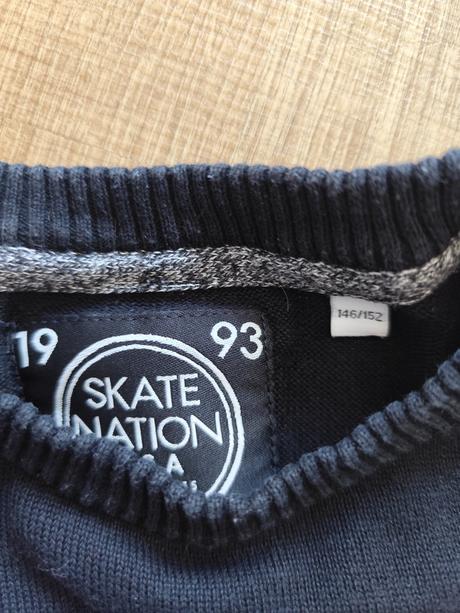 19 93
SKATE
NATION
146/152